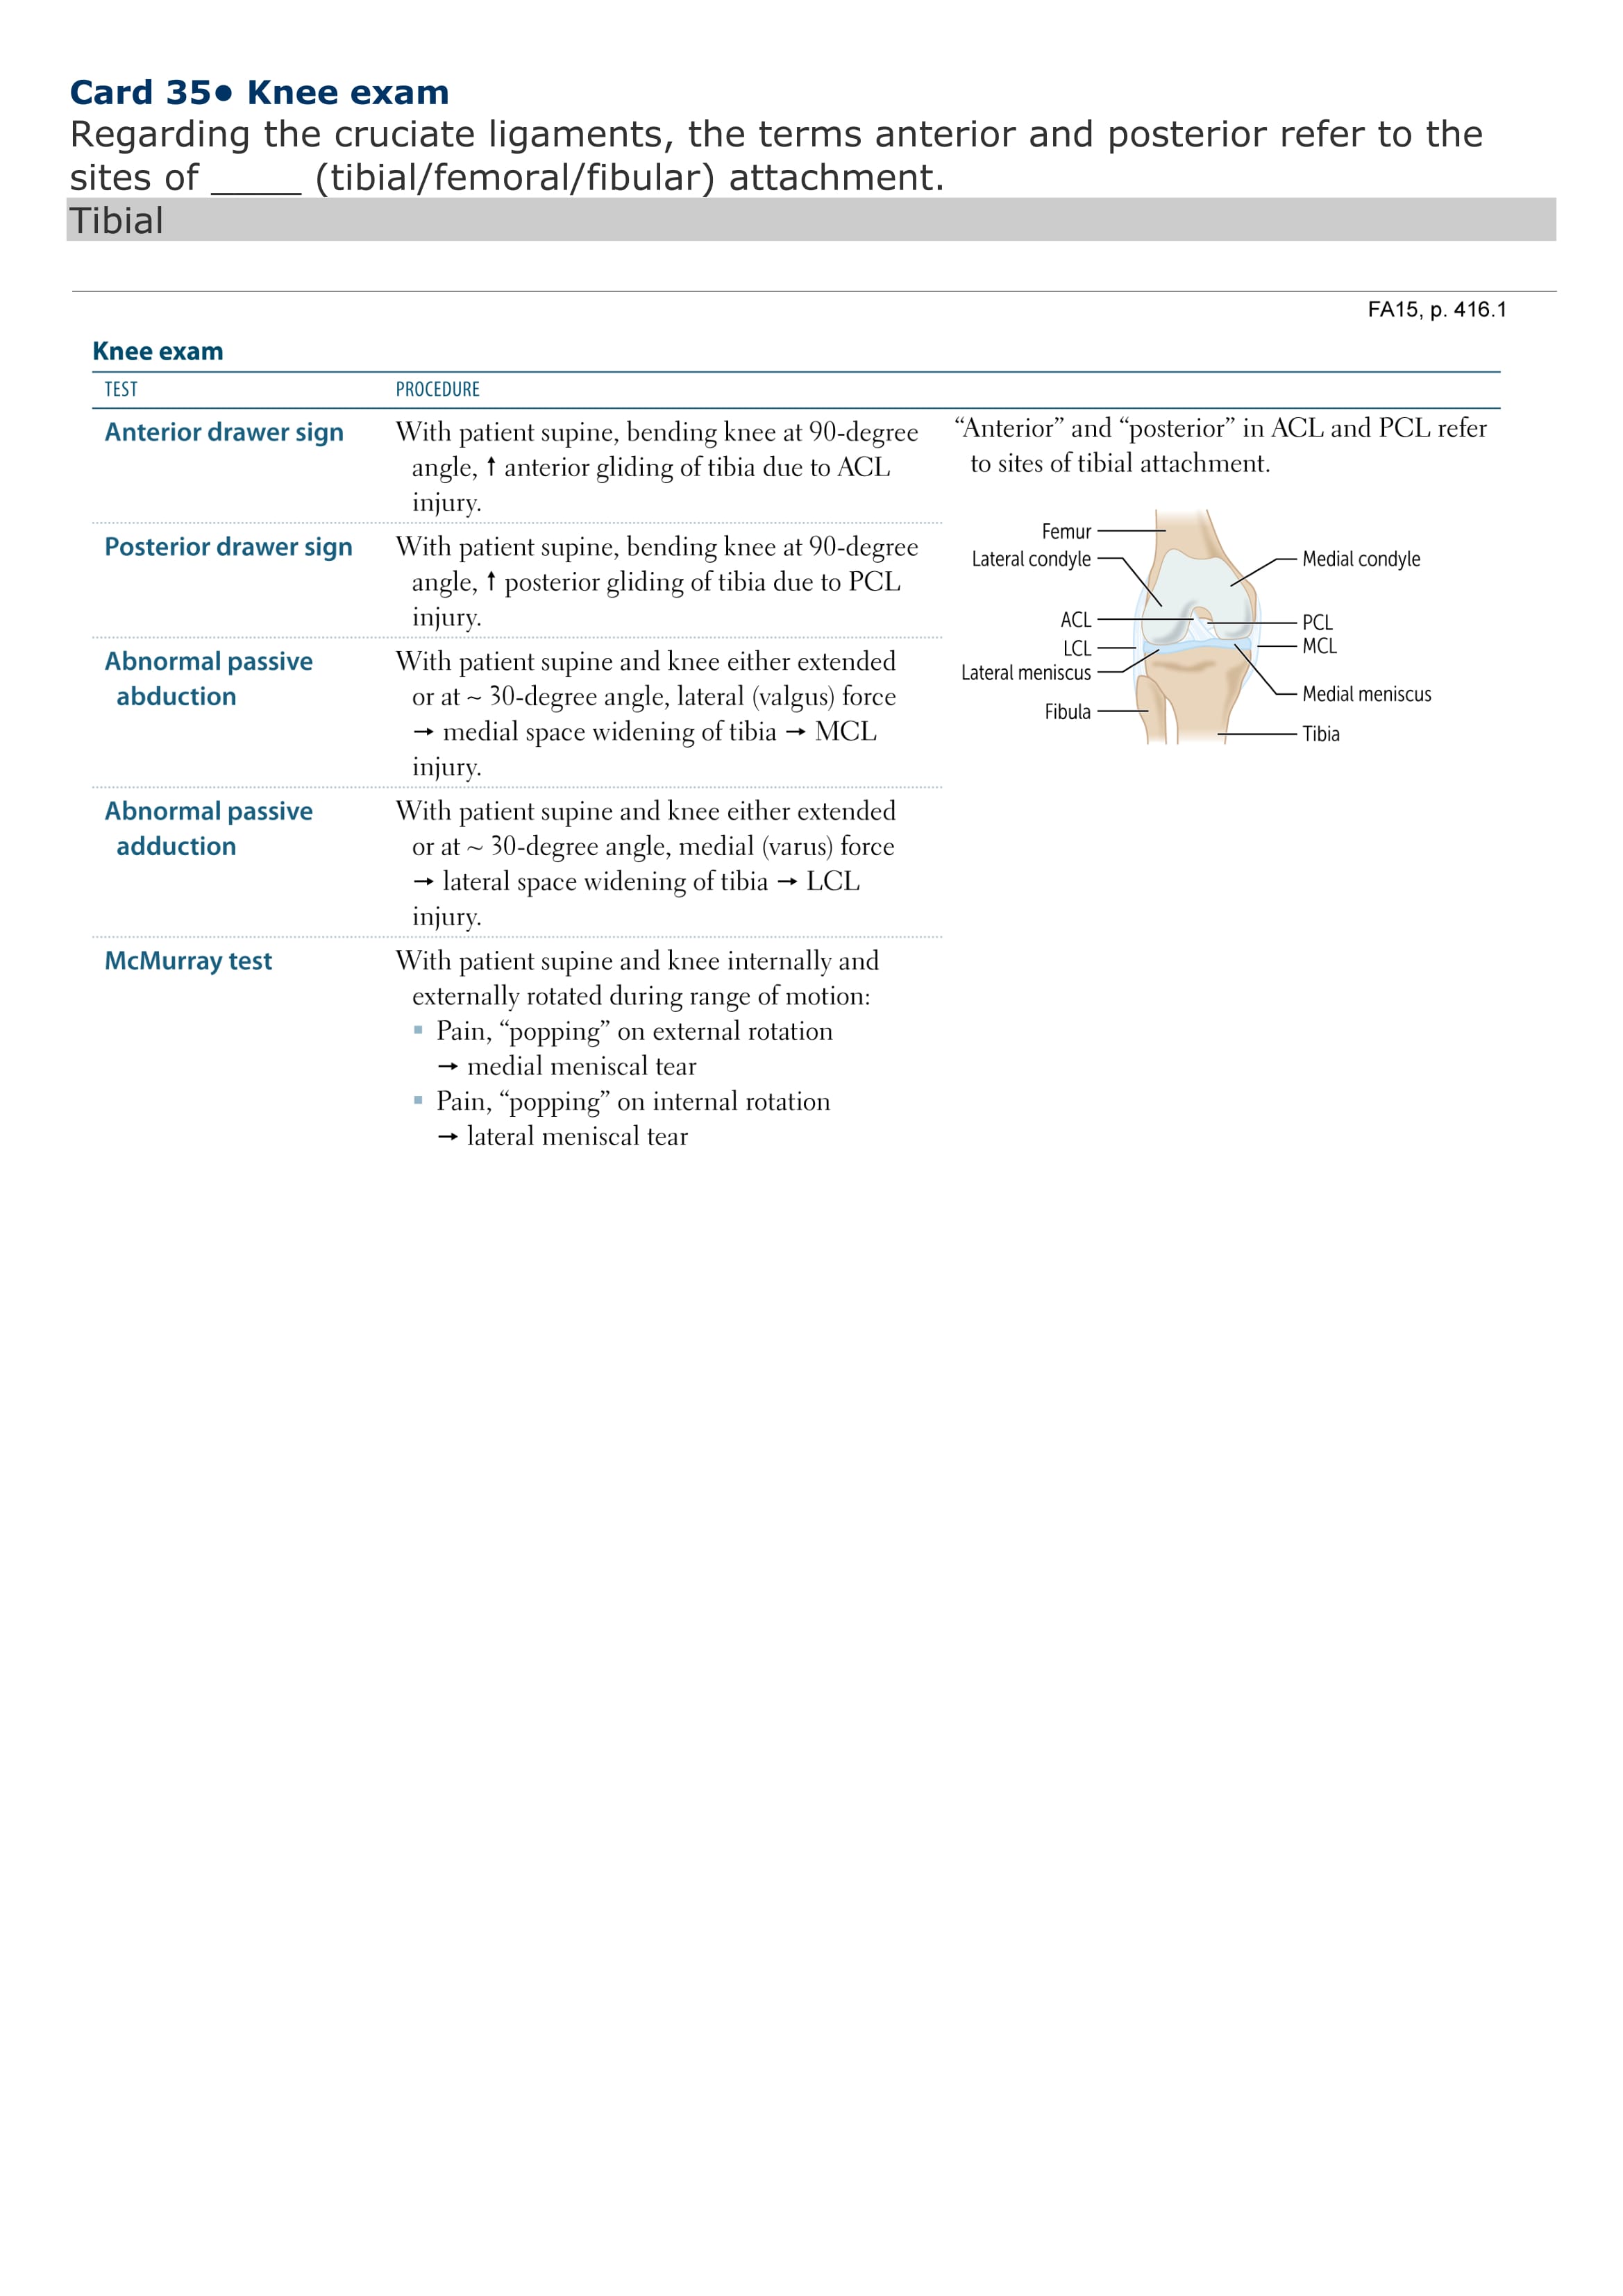 Card 35● Knee exam
Regarding the cruciate ligaments, the terms anterior and posterior refer to the
sites of ____ (tibial/femoral/fibular) attachment.
Tibial
FA15, p. 416.1
Knee exam
TEST PROCEDURE
Anterior drawer sign
With patient supine, bending knee at 90-degree
angle, ↑ anterior gliding of tibia due to ACL
injury.
Posterior drawer sign
With patient supine, bending knee at 90-degree
angle, ↑ posterior gliding of tibia due to PCL
injury.
Abnormal passive
abduction
With patient supine and knee either extended
or at ~ 30-degree angle, lateral (valgus) force
→ medial space widening of tibia → MCL
injury.
Abnormal passive
adduction
With patient supine and knee either extended
or at ~ 30-degree angle, medial (varus) force
→ lateral space widening of tibia → LCL
injury.
McMurray test
With patient supine and knee internally and
externally rotated during range of motion:
▪ Pain, “popping” on external rotation
→ medial meniscal tear
▪ Pain, “popping” on internal rotation
→ lateral meniscal tear
“Anterior” and “posterior” in ACL and PCL refer
to sites of tibial attachment.
Femur
Lateral condyle
ACL
LCL
Lateral meniscus
Fibula
Medial condyle
PCL
MCL
Medial meniscus
Tibia